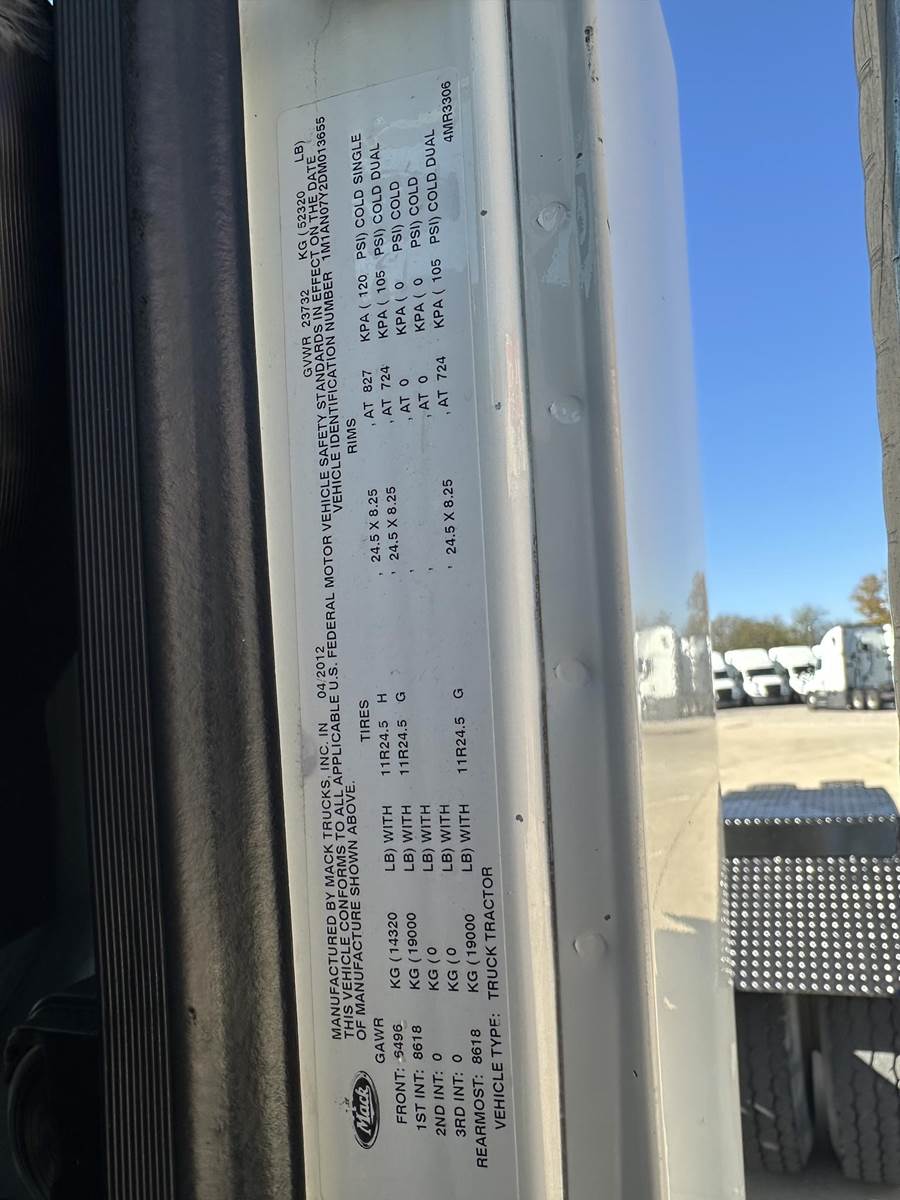 MANUFACTURED BY MACK TRUCKS, INC. IN 04/2012 GVWR 23732 KG ( 52320 LB)
THIS VEHICLE CONFORMS TO ALL APPLICABLE U.S. FEDERAL MOTOR VEHICLE SAFETY STANDARDS IN EFFECT ON THE DATE
OF MANUFACTURE SHOWN ABOVE. VEHICLE IDENTIFICATION NUMBER 1M1AN07Y2DM013655
Mack
GAWR TIRES RIMS
FRONT: 6496 KG ( 14320 LB) WITH 11R24.5 H , 24.5 X 8.25 , AT 827 KPA ( 120 PSI) COLD SINGLE
1ST INT: 8618 KG ( 19000 LB) WITH 11R24.5 G , 24.5 X 8.25 , AT 724 KPA ( 105 PSI) COLD DUAL
2ND INT: 0 KG ( 0 LB) WITH , , AT 0 KPA ( 0 PSI) COLD
3RD INT: 0 KG ( 0 LB) WITH , , AT 0 KPA ( 0 PSI) COLD
REARMOST: 8618 KG ( 19000 LB) WITH 11R24.5 G , 24.5 X 8.25 , AT 724 KPA ( 105 PSI) COLD DUAL
VEHICLE TYPE: TRUCK TRACTOR 4MR3306